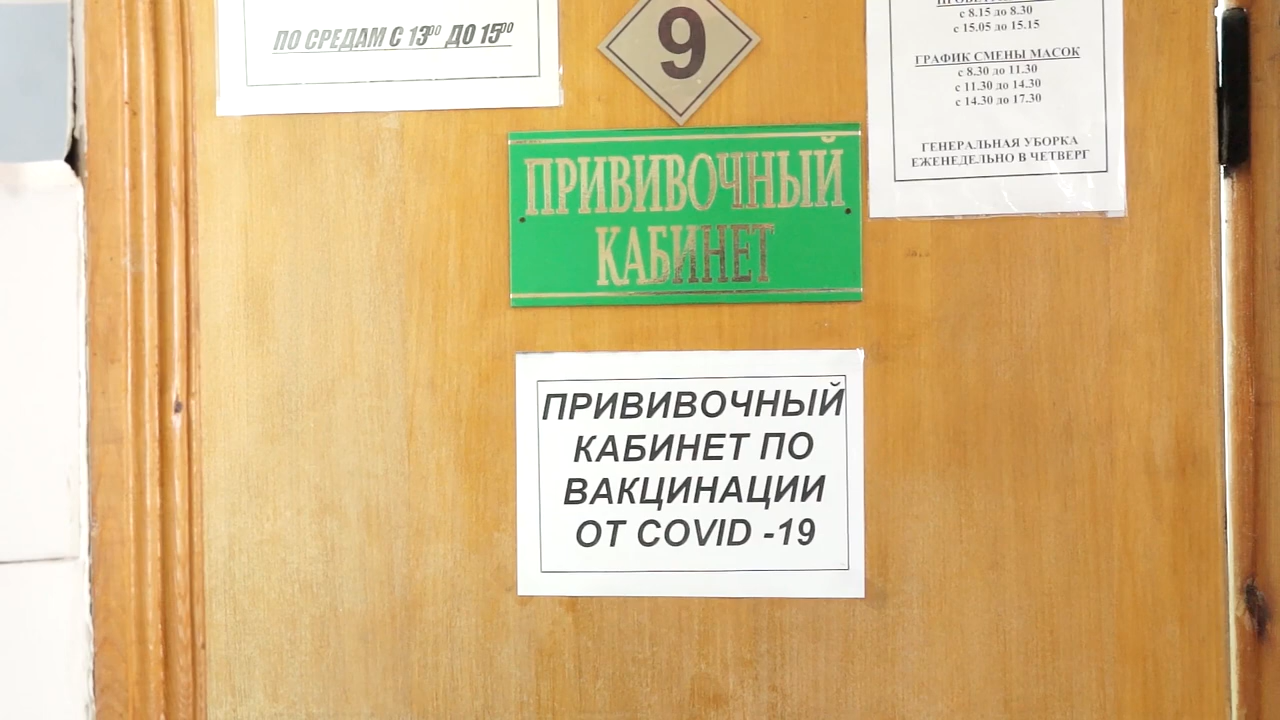 ПО СРЕДАМ С 13⁰⁰ ДО 15⁰⁰
9
с 8.15 до 8.30
с 15.05 до 15.15
ГРАФИК СМЕНЫ МАСОК
с 8.30 до 11.30
с 11.30 до 14.30
с 14.30 до 17.30
ГЕНЕРАЛЬНАЯ УБОРКА
ЕЖЕНЕДЕЛЬНО В ЧЕТВЕРГ
ПРИВИВОЧНЫЙ
КАБИНЕТ
ПРИВИВОЧНЫЙ
КАБИНЕТ ПО
ВАКЦИНАЦИИ
ОТ COVID -19